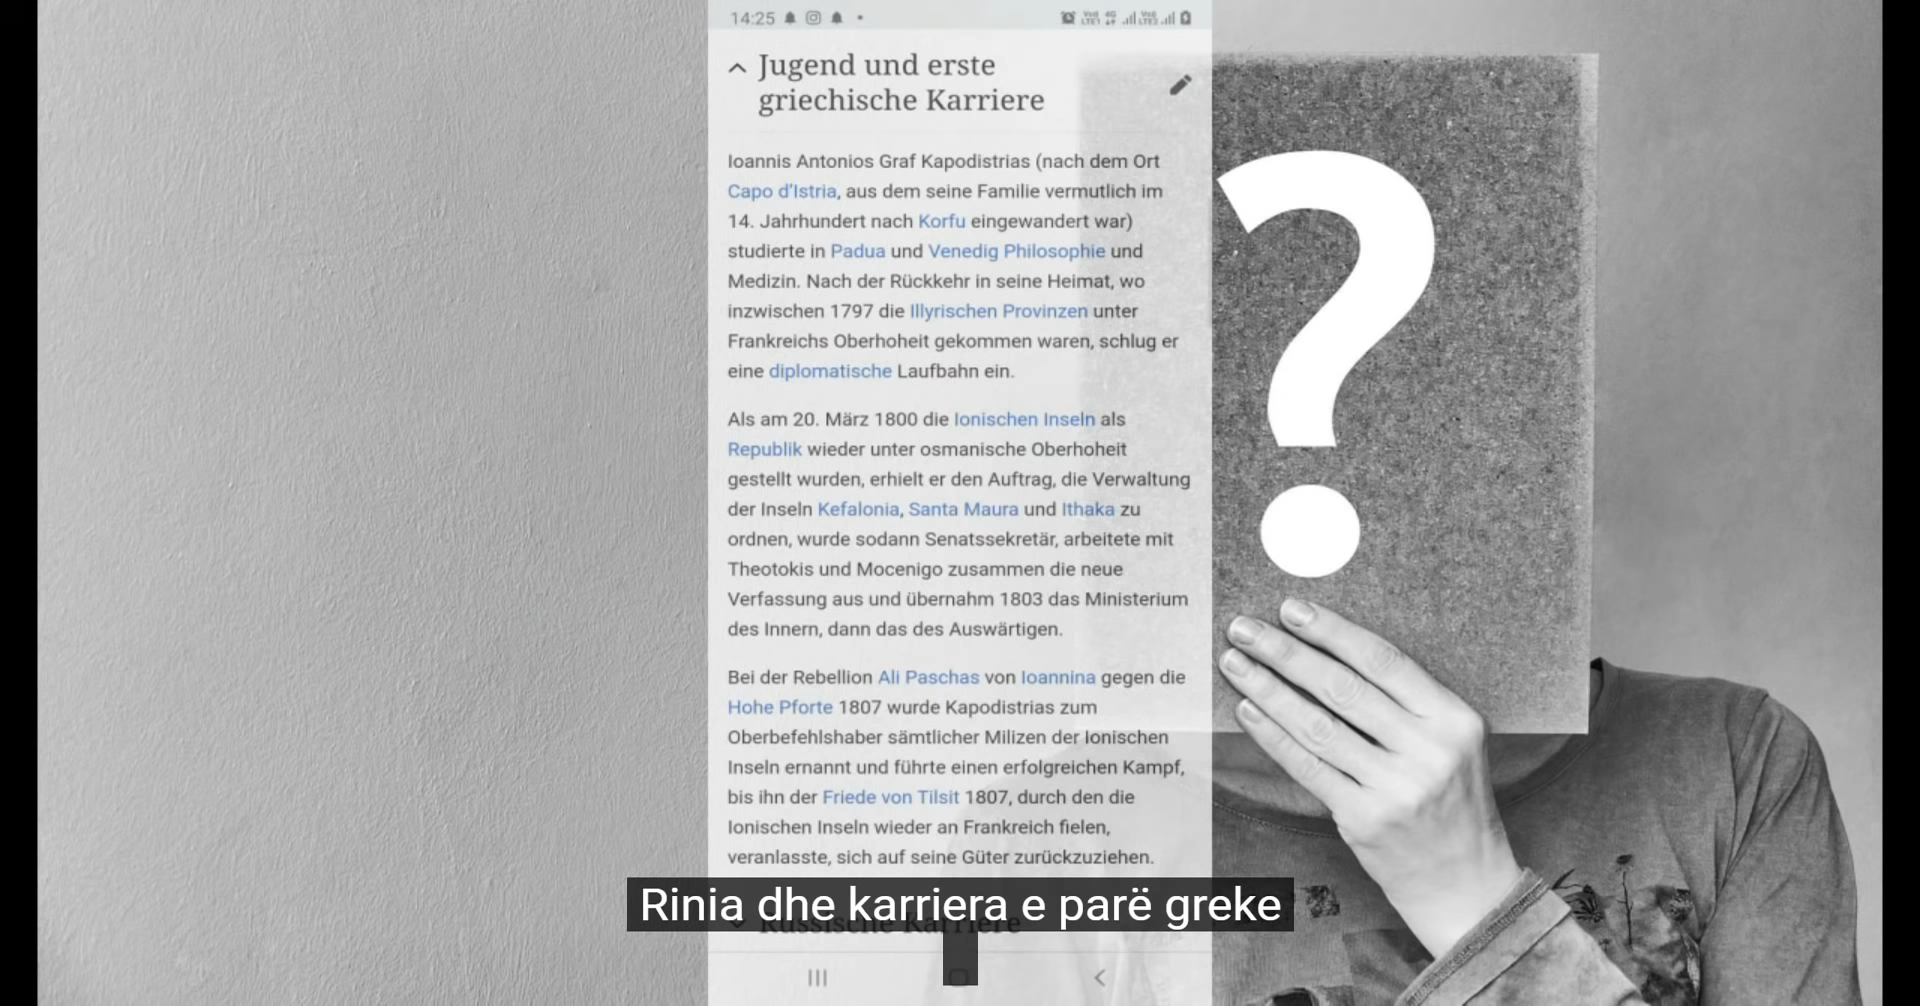 14:25
Jugend und erste
griechische Karriere
Ioannis Antonios Graf Kapodistrias (nach dem Ort
Capo d'Istria, aus dem seine Familie vermutlich im
14. Jahrhundert nach Korfu eingewandert war)
studierte in Padua und Venedig Philosophie und
Medizin. Nach der Rückkehr in seine Heimat, wo
inzwischen 1797 die Illyrischen Provinzen unter
Frankreichs Oberhoheit gekommen waren, schlug er
eine diplomatische Laufbahn ein.
Als am 20. März 1800 die Ionischen Inseln als
Republik wieder unter osmanische Oberhoheit
gestellt wurden, erhielt er den Auftrag, die Verwaltung
der Inseln Kefalonia, Santa Maura und Ithaka zu
ordnen, wurde sodann Senatssekretär, arbeitete mit
Theotokis und Mocenigo zusammen die neue
Verfassung aus und übernahm 1803 das Ministerium
des Innern, dann das des Auswärtigen.
Bei der Rebellion Ali Paschas von Ioannina gegen die
Hohe Pforte 1807 wurde Kapodistrias zum
Oberbefehlshaber sämtlicher Milizen der Ionischen
Inseln ernannt und führte einen erfolgreichen Kampf,
bis ihn der Friede von Tilsit 1807, durch den die
Ionischen Inseln wieder an Frankreich fielen,
veranlasste, sich auf seine Güter zurückzuziehen.
Rinia dhe karriera e parë greke
Russische Karriere
?